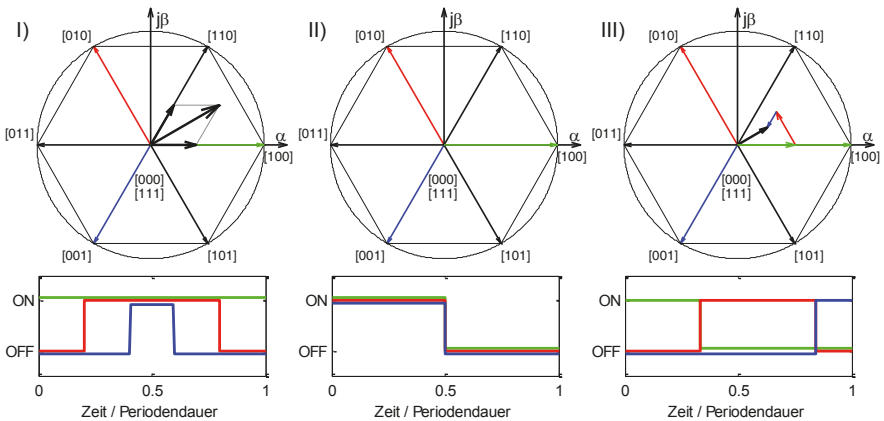 I)
jβ
[010]
[110]
[011]
α
[100]
[000]
[111]
[001]
[101]
ON
OFF
0
0.5
1
Zeit / Periodendauer
II)
jβ
[010]
[110]
[011]
α
[100]
[000]
[111]
[001]
[101]
0
0.5
1
Zeit / Periodendauer
III)
jβ
[010]
[110]
[011]
α
[100]
[000]
[111]
[001]
[101]
ON
OFF
0
0.5
1
Zeit / Periodendauer